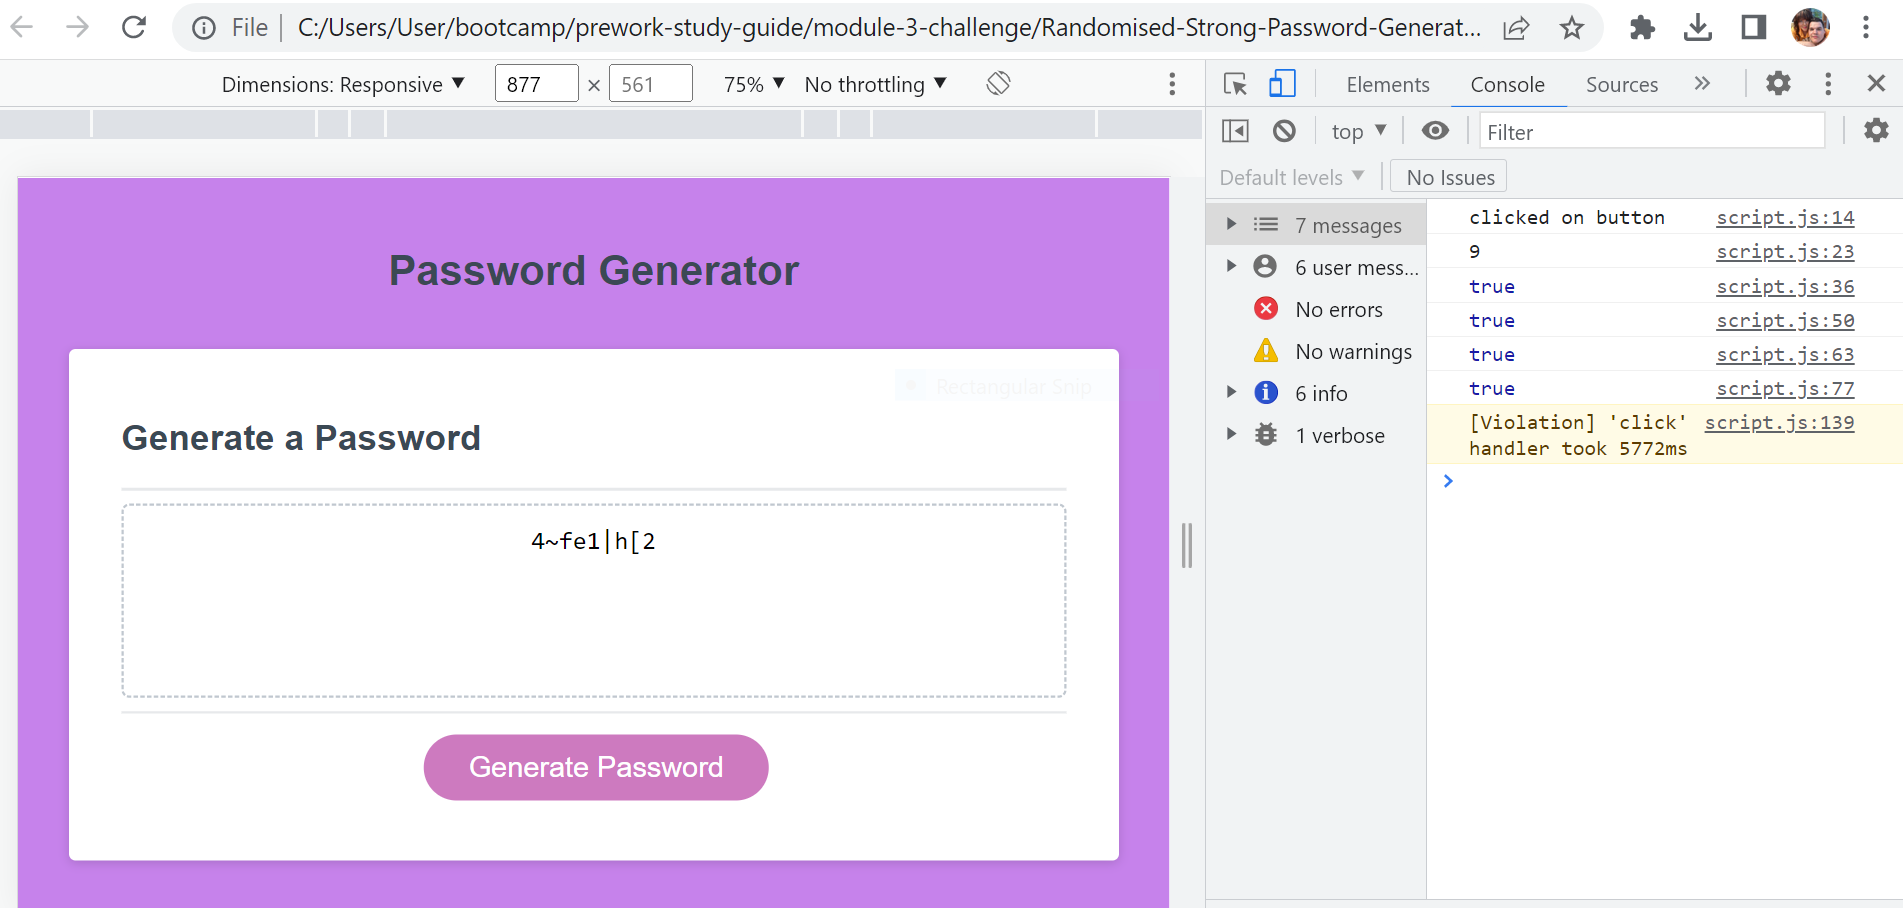 File C:/Users/User/bootcamp/prework-study-guide/module-3-challenge/Randomised-Strong-Password-Generat...
Dimensions: Responsive ▼ 877 × 561 75% ▼ No throttling ▼
Elements Console Sources »
top ▼ Filter
Default levels ▼ No Issues
Password Generator
Rectangular Snip
Generate a Password
4~fe1|h[2
Generate Password
7 messages
6 user mess...
No errors
No warnings
6 info
1 verbose
clicked on button script.js:14
9 script.js:23
true script.js:36
true script.js:50
true script.js:63
true script.js:77
[Violation] 'click' script.js:139
handler took 5772ms